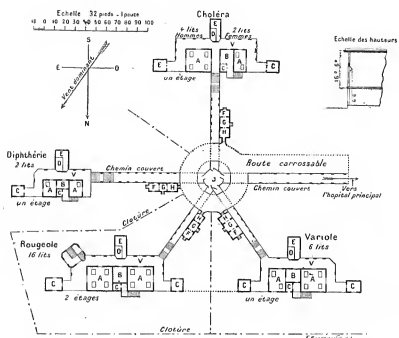 Echelle 32 pieds = 1 pouce
10 0 10 20 30 40 50 60 70 80 90 100
S
E O
N
Vent dominant
Choléra
4 lits
Hommes
2 lits
Femmes
E
D
V
A B A
C C
un étage
Echelle des hauteurs
F
G
H
Diphthérie
2 lits
E
D
V
A B A
C
C
un étage
Chemin couvert
F G H
J
Route carrossable
Chemin couvert
Vers
l'hopital principal
Clôture
Rougeole
16 lits
E
D
V
A B A
C C C
2 étages
F
G
H
F
G
H
Variole
6 lits
E
D
V
A B A
C C C
un étage
Clôture